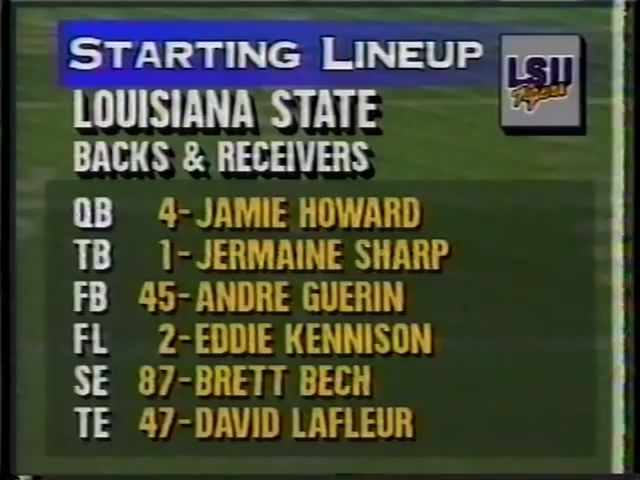 STARTING LINEUP
LSU
Tigers
LOUISIANA STATE
BACKS & RECEIVERS
QB 4-JAMIE HOWARD
TB 1-JERMAINE SHARP
FB 45-ANDRE GUERIN
FL 2-EDDIE KENNISON
SE 87-BRETT BECH
TE 47-DAVID LAFLEUR